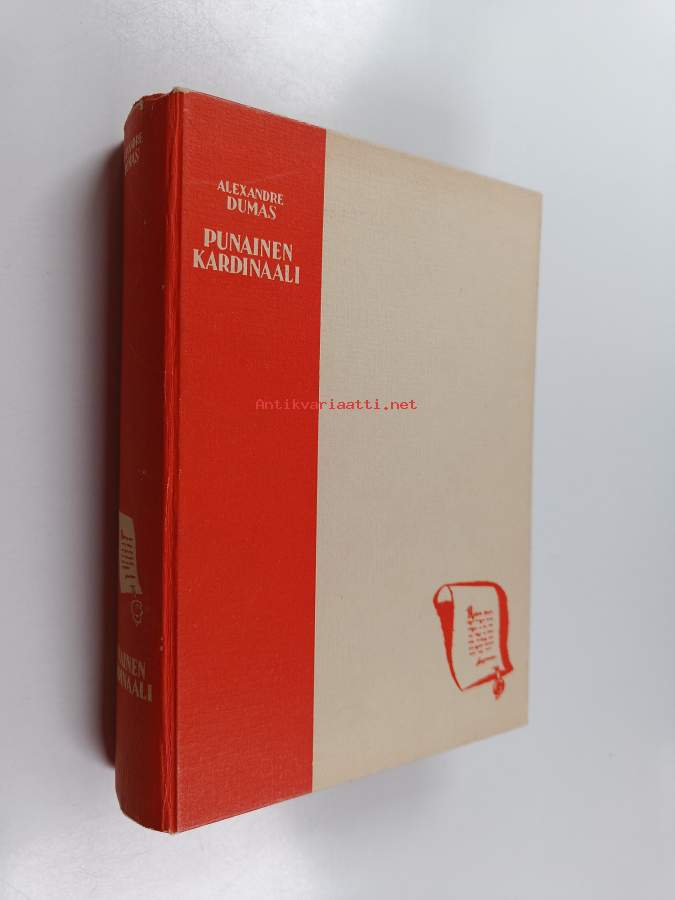 ALEXANDRE
DUMAS
PUNAINEN
KARDINAALI
Antikvariaatti.net